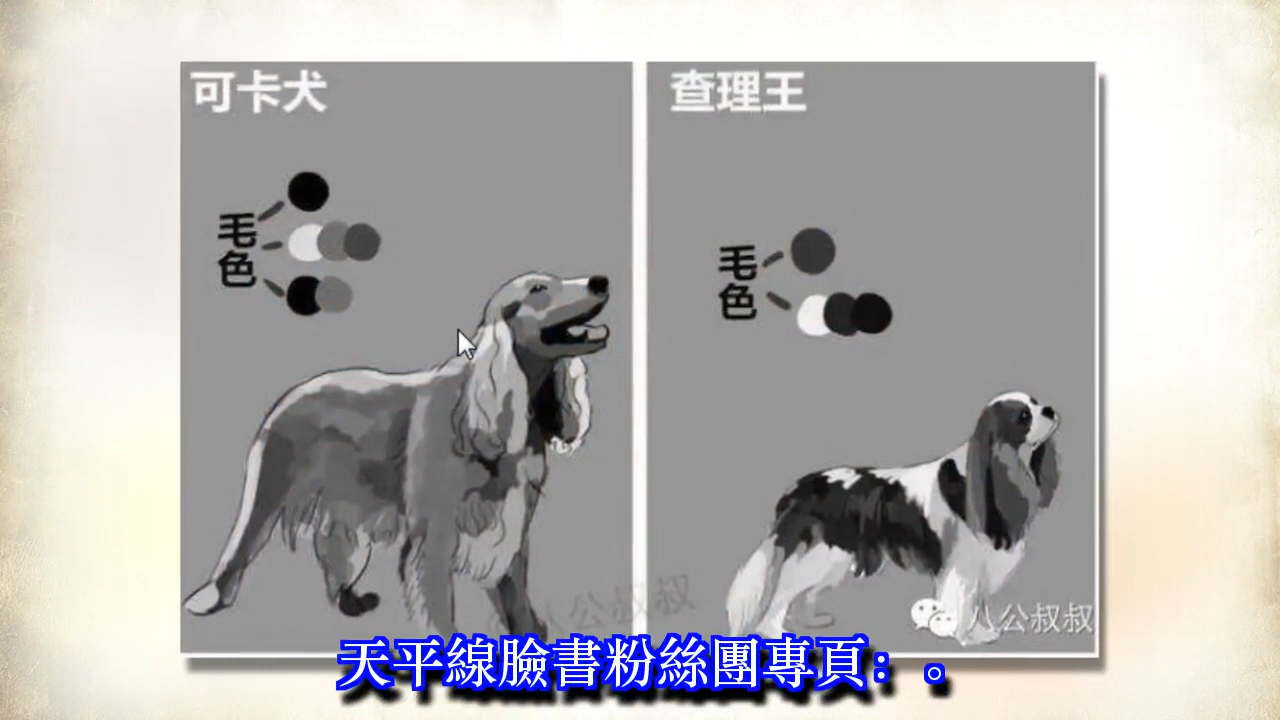 可卡犬
毛色
查理王
毛色
八公叔叔
八公叔叔
天平線臉書粉絲團專頁：。